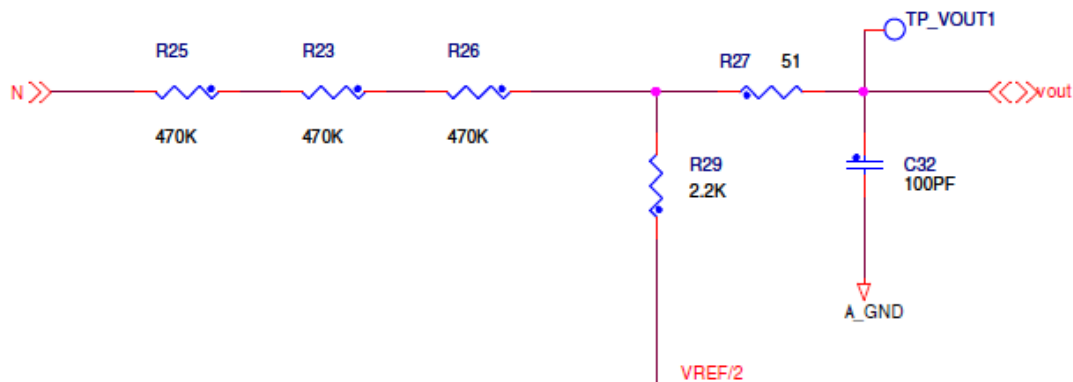 TP_VOUT1
R25
R23
R26
R27 51
N
vout
470K
470K
470K
R29
2.2K
C32
100PF
A_GND
VREF/2